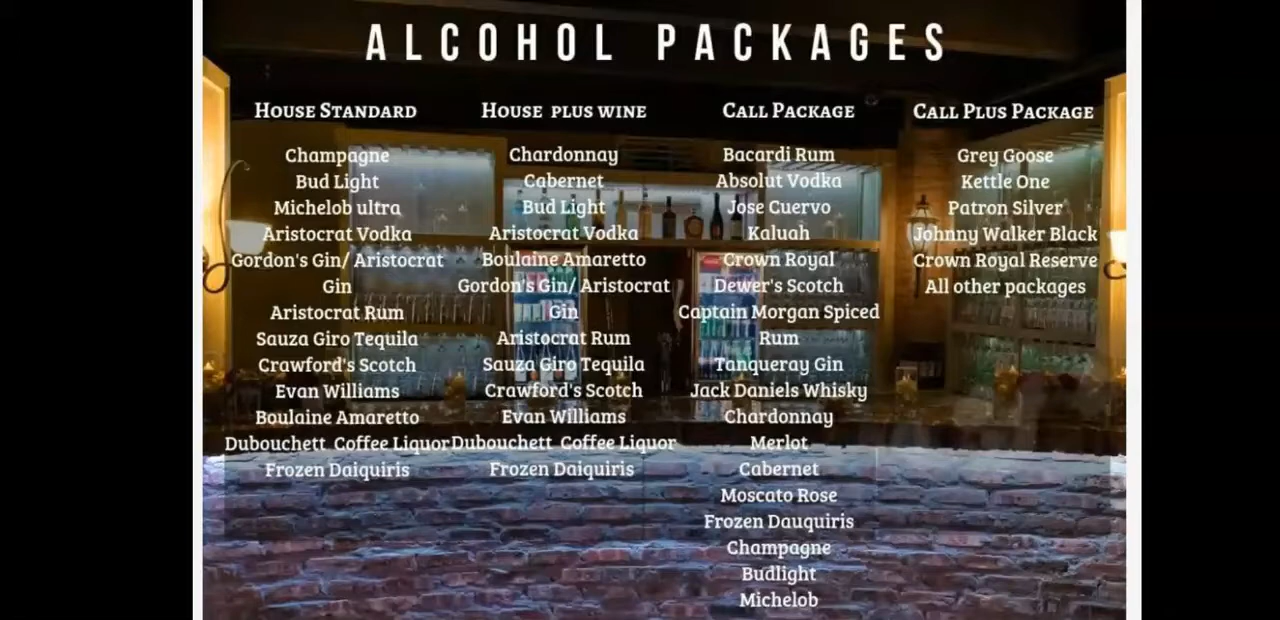 ALCOHOL PACKAGES
House Standard
Champagne
Bud Light
Michelob ultra
Aristocrat Vodka
Gordon's Gin/ Aristocrat
Gin
Aristocrat Rum
Sauza Giro Tequila
Crawford's Scotch
Evan Williams
Boulaine Amaretto
Dubouchett Coffee Liquor
Frozen Daiquiris
House plus wine
Chardonnay
Cabernet
Bud Light
Aristocrat Vodka
Boulaine Amaretto
Gordon's Gin/ Aristocrat
Gin
Aristocrat Rum
Sauza Giro Tequila
Crawford's Scotch
Evan Williams
Dubouchett Coffee Liquor
Frozen Daiquiris
Call Package
Bacardi Rum
Absolut Vodka
Jose Cuervo
Kaluah
Crown Royal
Dewer's Scotch
Captain Morgan Spiced
Rum
Tanqueray Gin
Jack Daniels Whisky
Chardonnay
Merlot
Cabernet
Moscato Rose
Frozen Dauquiris
Champagne
Budlight
Michelob
Call Plus Package
Grey Goose
Kettle One
Patron Silver
Johnny Walker Black
Crown Royal Reserve
All other packages